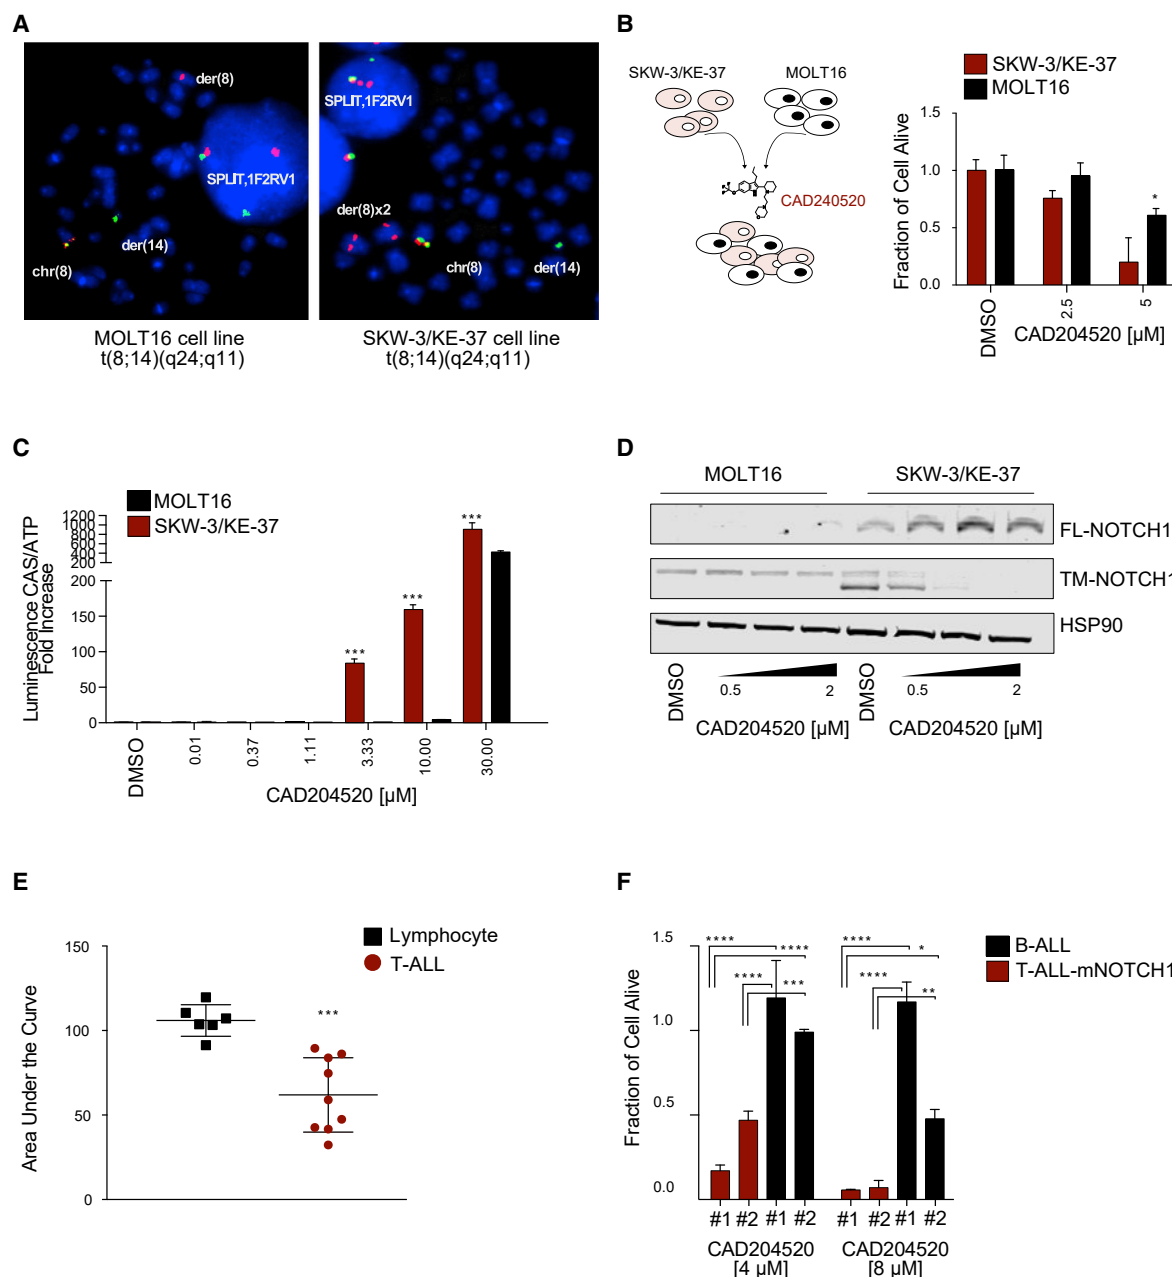 A
der(8)
SPLIT,1F2RV1
der(14)
chr(8)
MOLT16 cell line
t(8;14)(q24;q11)
SPLIT,1F2RV1
der(8)x2
chr(8)
der(14)
SKW-3/KE-37 cell line
t(8;14)(q24;q11)
B
SKW-3/KE-37
MOLT16
CAD240520
SKW-3/KE-37
MOLT16
Fraction of Cell Alive
1.5
1.0
0.5
0.0
*
DMSO
2.5
5
CAD204520 [µM]
C
MOLT16
SKW-3/KE-37
Luminescence CAS/ATP
Fold Increase
1200
1000
800
600
400
200
200
150
100
50
0
***
***
***
DMSO
0.01
0.37
1.11
3.33
10.00
30.00
CAD204520 [µM]
D
MOLT16
SKW-3/KE-37
FL-NOTCH1
TM-NOTCH1
HSP90
DMSO
0.5
2
DMSO
0.5
2
CAD204520 [µM]
CAD204520 [µM]
E
Lymphocyte
T-ALL
Area Under the Curve
150
100
50
0
***
F
B-ALL
T-ALL-mNOTCH1
Fraction of Cell Alive
1.5
1.0
0.5
0.0
****
****
****
***
****
*
****
**
#1 #2 #1 #2
#1 #2 #1 #2
CAD204520
[4 µM]
CAD204520
[8 µM]